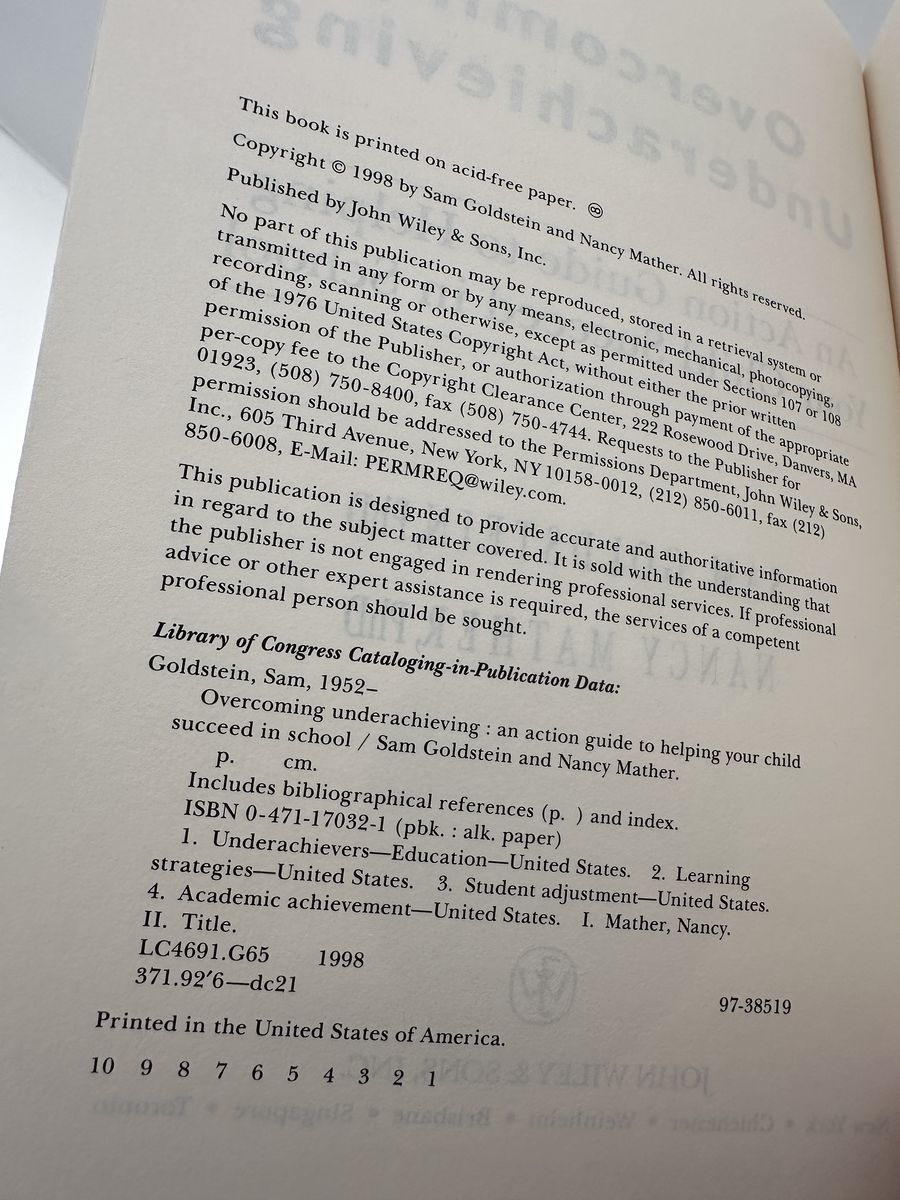 This book is printed on acid-free paper. ♾
Copyright © 1998 by Sam Goldstein and Nancy Mather. All rights reserved.
Published by John Wiley & Sons, Inc.
No part of this publication may be reproduced, stored in a retrieval system or
transmitted in any form or by any means, electronic, mechanical, photocopying,
recording, scanning or otherwise, except as permitted under Sections 107 or 108
of the 1976 United States Copyright Act, without either the prior written
permission of the Publisher, or authorization through payment of the appropriate
per-copy fee to the Copyright Clearance Center, 222 Rosewood Drive, Danvers, MA
01923, (508) 750-8400, fax (508) 750-4744. Requests to the Publisher for
permission should be addressed to the Permissions Department, John Wiley & Sons,
Inc., 605 Third Avenue, New York, NY 10158-0012, (212) 850-6011, fax (212)
850-6008, E-Mail: PERMREQ@wiley.com.
This publication is designed to provide accurate and authoritative information
in regard to the subject matter covered. It is sold with the understanding that
the publisher is not engaged in rendering professional services. If professional
advice or other expert assistance is required, the services of a competent
professional person should be sought.
Library of Congress Cataloging-in-Publication Data:
Goldstein, Sam, 1952–
Overcoming underachieving : an action guide to helping your child
succeed in school / Sam Goldstein and Nancy Mather.
p. cm.
Includes bibliographical references (p. ) and index.
ISBN 0-471-17032-1 (pbk. : alk. paper)
1. Underachievers—Education—United States. 2. Learning
strategies—United States. 3. Student adjustment—United States.
4. Academic achievement—United States. I. Mather, Nancy.
II. Title.
LC4691.G65 1998
371.92′6—dc21
97-38519
Printed in the United States of America.
10 9 8 7 6 5 4 3 2 1